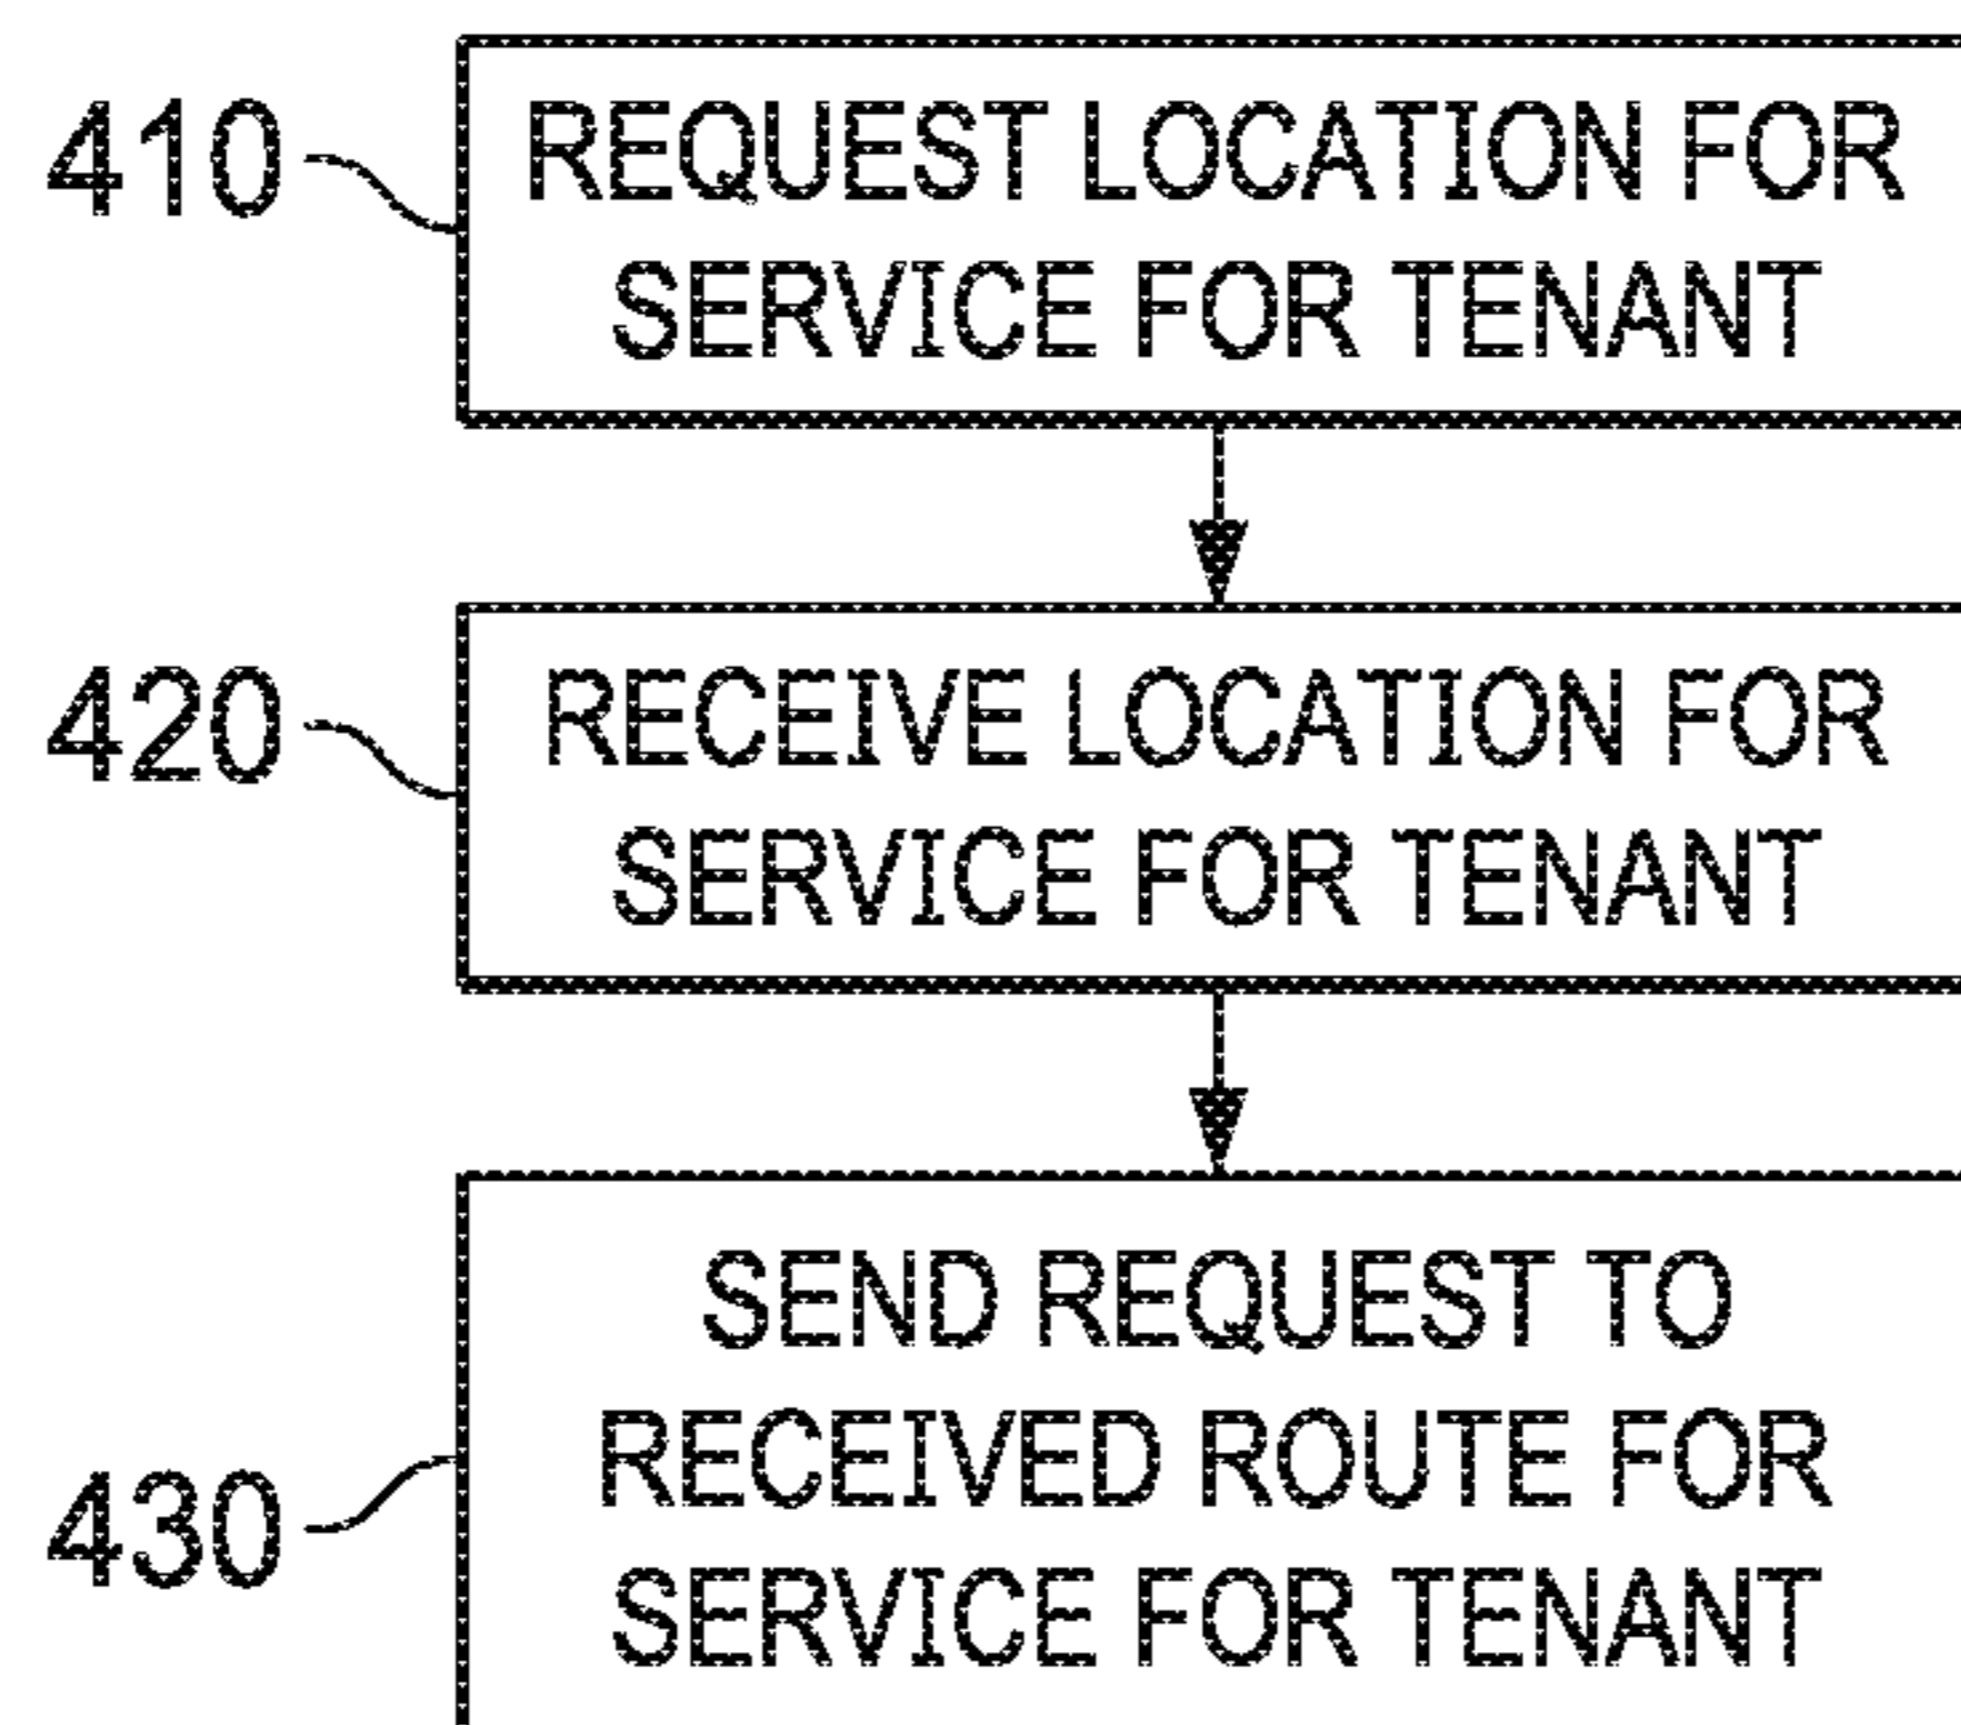 410
REQUEST LOCATION FOR
SERVICE FOR TENANT
420
RECEIVE LOCATION FOR
SERVICE FOR TENANT
430
SEND REQUEST TO
RECEIVED ROUTE FOR
SERVICE FOR TENANT